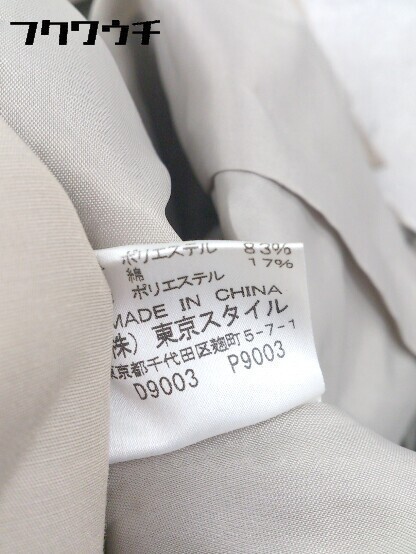 フクワウチ
ポリエステル 83%
綿 17%
ポリエステル
MADE IN CHINA
株) 東京スタイル
京都千代田区麹町5-7-1
D9003 P9003